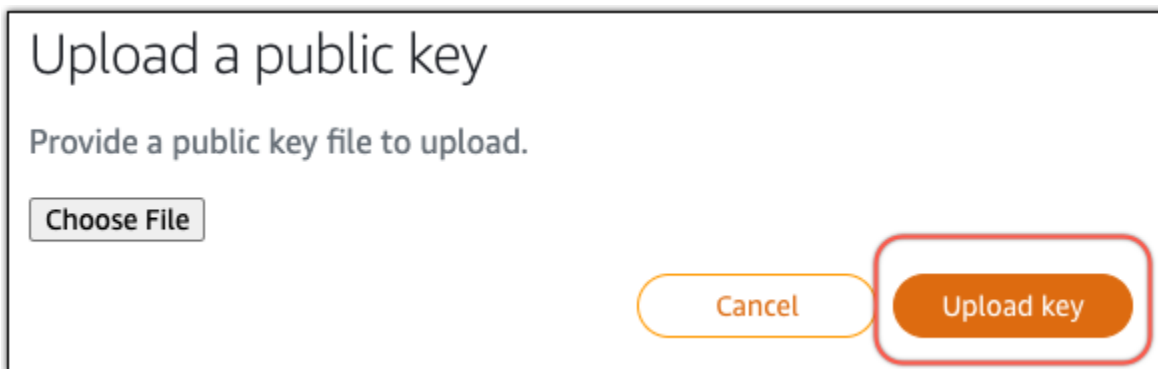 Upload a public key
Provide a public key file to upload.
Choose File
Cancel Upload key